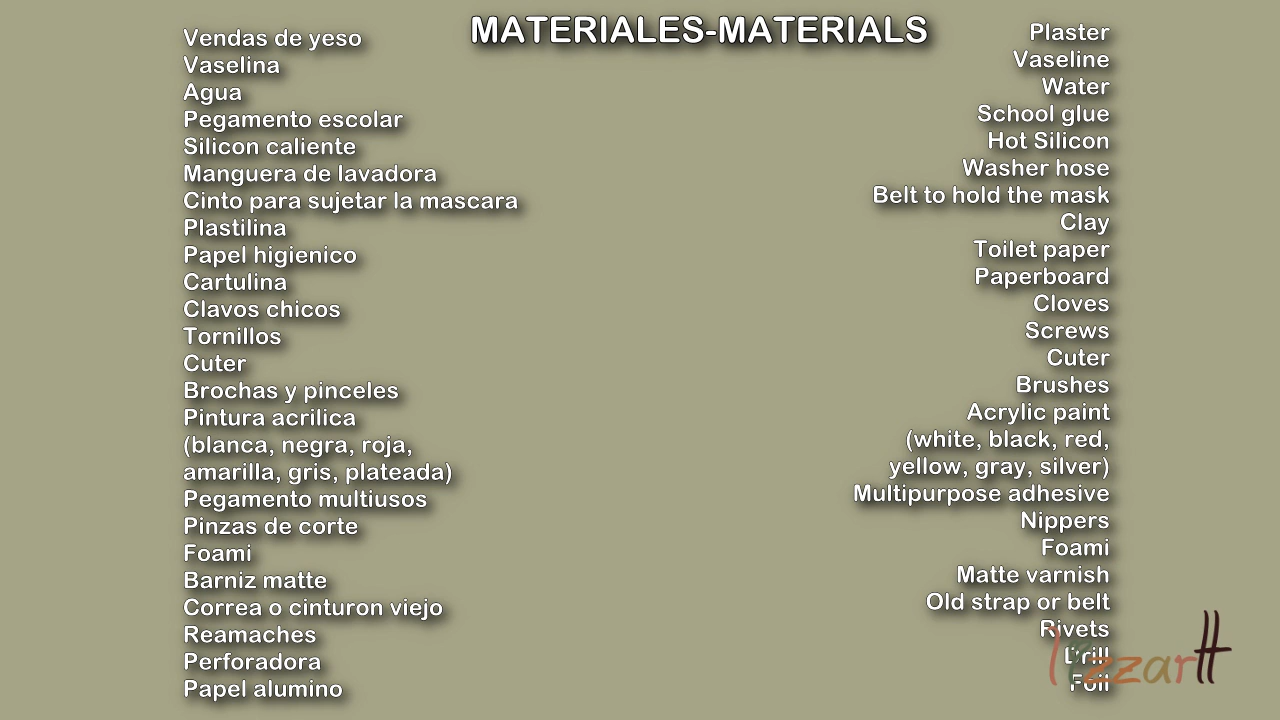 MATERIALES-MATERIALS
Vendas de yeso
Vaselina
Agua
Pegamento escolar
Silicon caliente
Manguera de lavadora
Cinto para sujetar la mascara
Plastilina
Papel higienico
Cartulina
Clavos chicos
Tornillos
Cuter
Brochas y pinceles
Pintura acrilica
(blanca, negra, roja,
amarilla, gris, plateada)
Pegamento multiusos
Pinzas de corte
Foami
Barniz matte
Correa o cinturon viejo
Reamaches
Perforadora
Papel alumino
Plaster
Vaseline
Water
School glue
Hot Silicon
Washer hose
Belt to hold the mask
Clay
Toilet paper
Paperboard
Cloves
Screws
Cuter
Brushes
Acrylic paint
(white, black, red,
yellow, gray, silver)
Multipurpose adhesive
Nippers
Foami
Matte varnish
Old strap or belt
Rivets
Drill
Foil